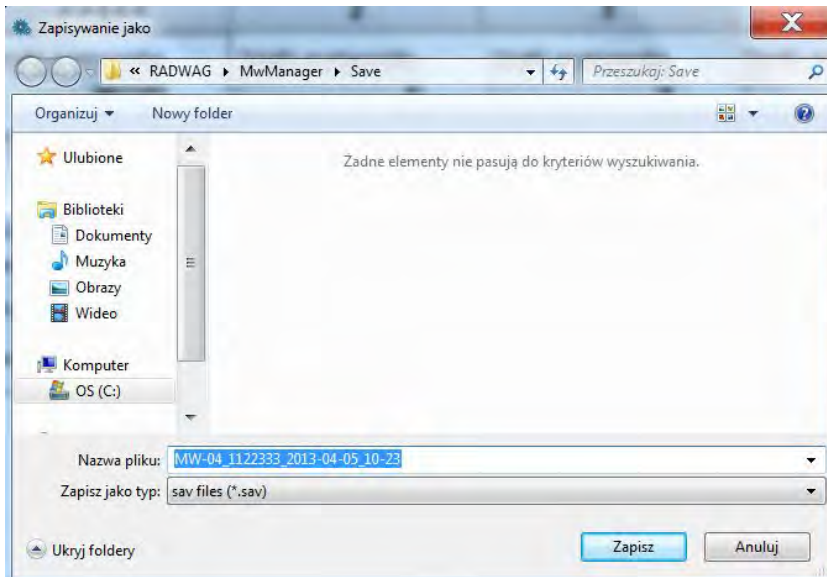 Zapisywanie jako
« RADWAG ▸ MwManager ▸ Save
Przeszukaj: Save
Organizuj
Nowy folder
Ulubione
Żadne elementy nie pasują do kryteriów wyszukiwania.
Biblioteki
Dokumenty
Muzyka
Obrazy
Wideo
Komputer
OS (C:)
Nazwa pliku: MW-04_1122333_2013-04-05_10-23
Zapisz jako typ: sav files (*.sav)
Ukryj foldery
Zapisz
Anuluj